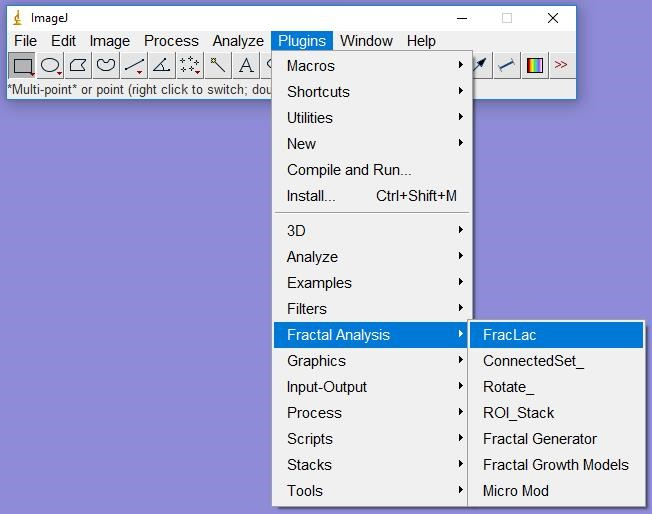 ImageJ
File Edit Image Process Analyze Plugins Window Help
A >>
*Multi-point* or point (right click to switch; dou
Macros
Shortcuts
Utilities
New
Compile and Run...
Install... Ctrl+Shift+M
3D
Analyze
Examples
Filters
Fractal Analysis
Graphics
Input-Output
Process
Scripts
Stacks
Tools
FracLac
ConnectedSet_
Rotate_
ROI_Stack
Fractal Generator
Fractal Growth Models
Micro Mod